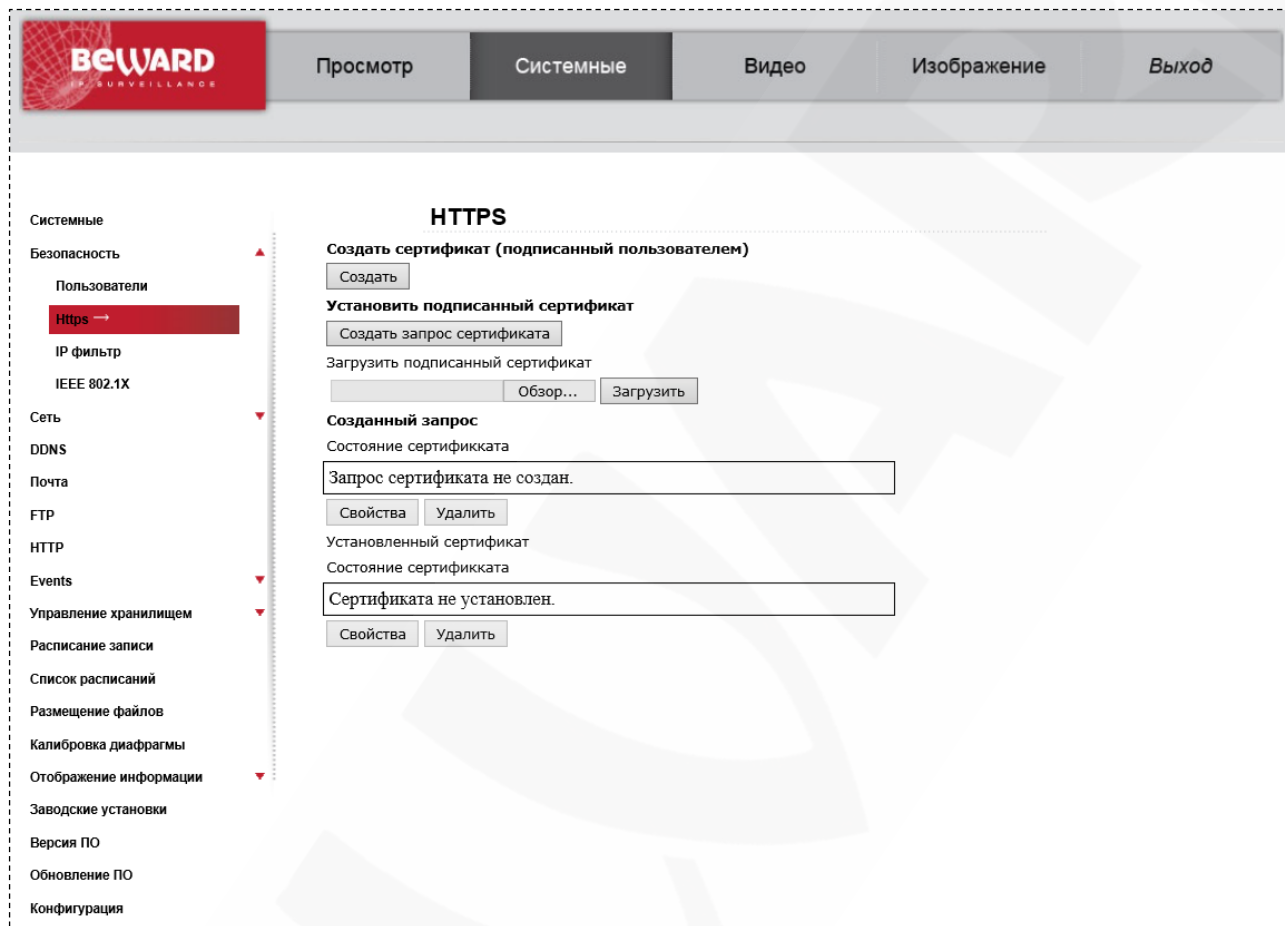 BEWARD
IP SURVEILLANCE
Просмотр
Системные
Видео
Изображение
Выход
Системные
Безопасность
Пользователи
Https →
IP фильтр
IEEE 802.1X
Сеть
DDNS
Почта
FTP
HTTP
Events
Управление хранилищем
Расписание записи
Список расписаний
Размещение файлов
Калибровка диафрагмы
Отображение информации
Заводские установки
Версия ПО
Обновление ПО
Конфигурация
HTTPS
Создать сертификат (подписанный пользователем)
Создать
Установить подписанный сертификат
Создать запрос сертификата
Загрузить подписанный сертификат
Обзор... Загрузить
Созданный запрос
Состояние сертификката
Запрос сертификата не создан.
Свойства Удалить
Установленный сертификат
Состояние сертификката
Сертификата не установлен.
Свойства Удалить